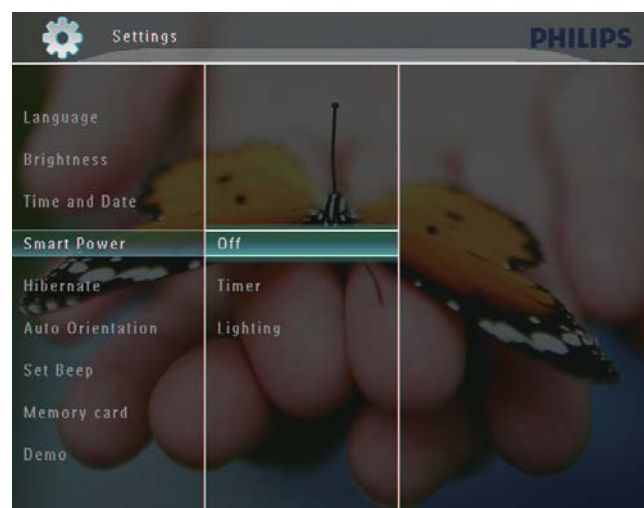 Settings
PHILIPS
Language
Brightness
Time and Date
Smart Power
Hibernate
Auto Orientation
Set Beep
Memory card
Demo
Off
Timer
Lighting